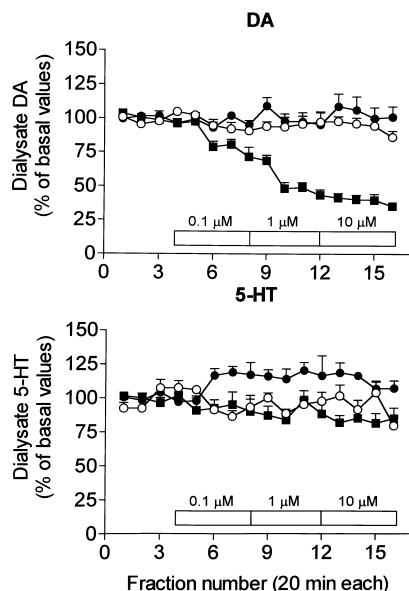 DA
Dialysate DA
(% of basal values)
150
125
100
75
50
25
0
0.1 μM
1 μM
10 μM
0
3
6
9
12
15
5-HT
Dialysate 5-HT
(% of basal values)
150
125
100
75
50
25
0
0.1 μM
1 μM
10 μM
0
3
6
9
12
15
Fraction number (20 min each)